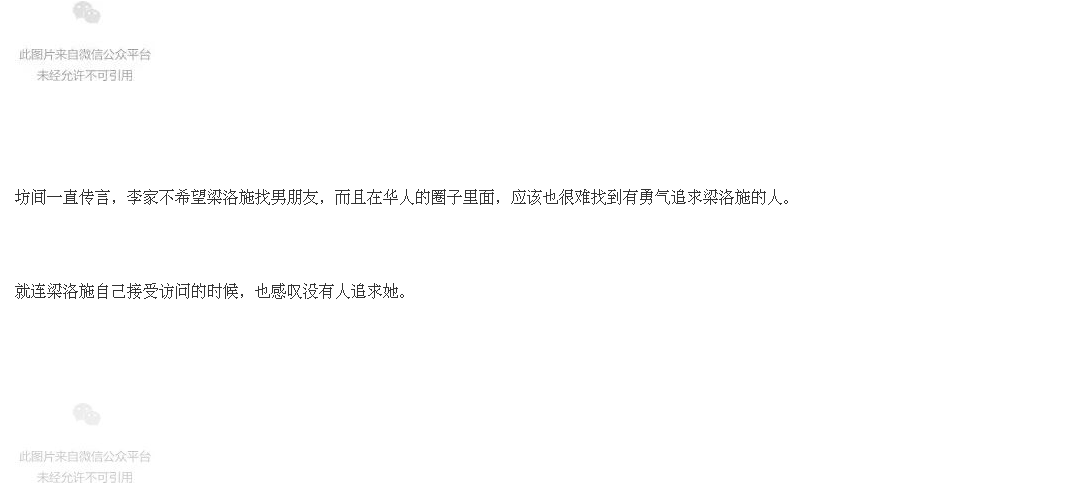 此图片来自微信公众平台
未经允许不可引用
坊间一直传言，李家不希望梁洛施找男朋友，而且在华人的圈子里面，应该也很难找到有勇气追求梁洛施的人。
就连梁洛施自己接受访问的时候，也感叹没有人追求她。
此图片来自微信公众平台
未经允许不可引用